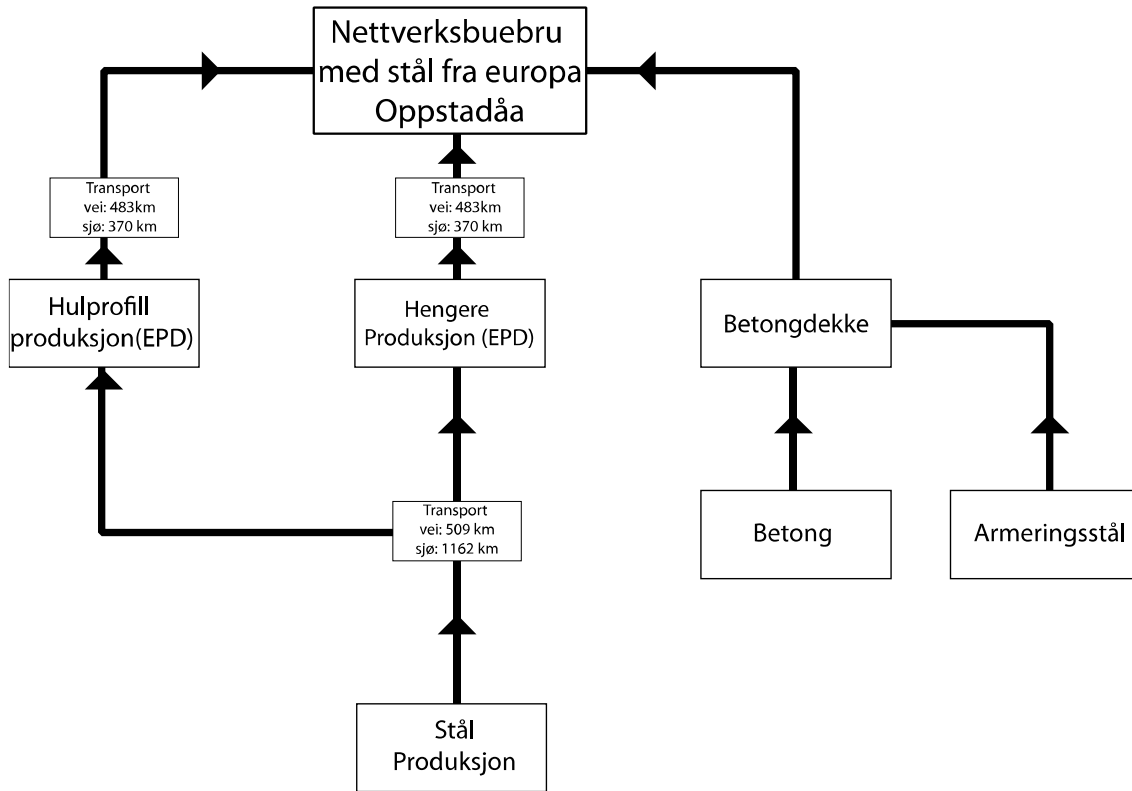 Nettverksbuebru
med stål fra europa
Oppstadåa
Transport
vei: 483km
sjø: 370 km
Transport
vei: 483km
sjø: 370 km
Hulprofill
produksjon(EPD)
Hengere
Produksjon (EPD)
Betongdekke
Transport
vei: 509 km
sjø: 1162 km
Betong
Armeringsstål
Stål
Produksjon